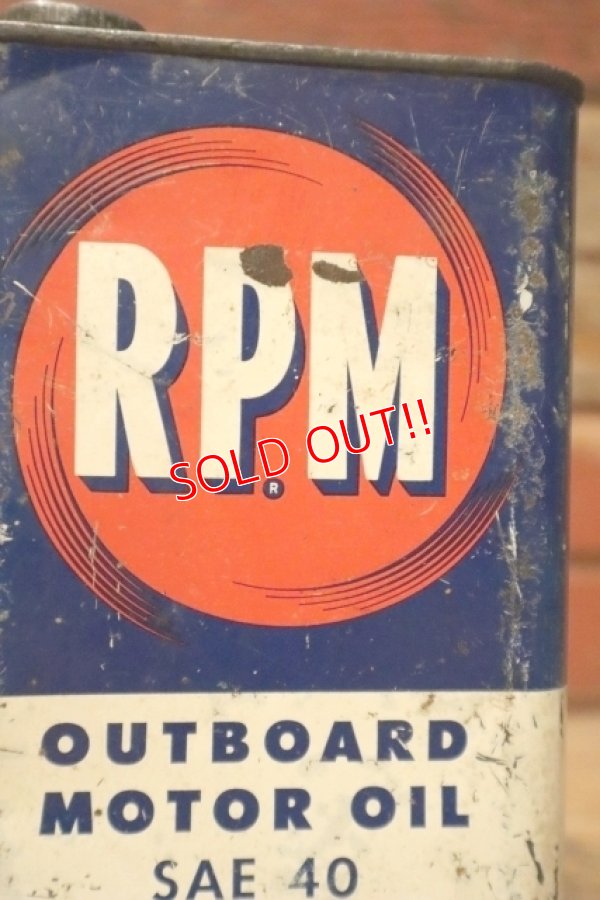 RPM
®
SOLD OUT!!
OUTBOARD
MOTOR OIL
SAE 40